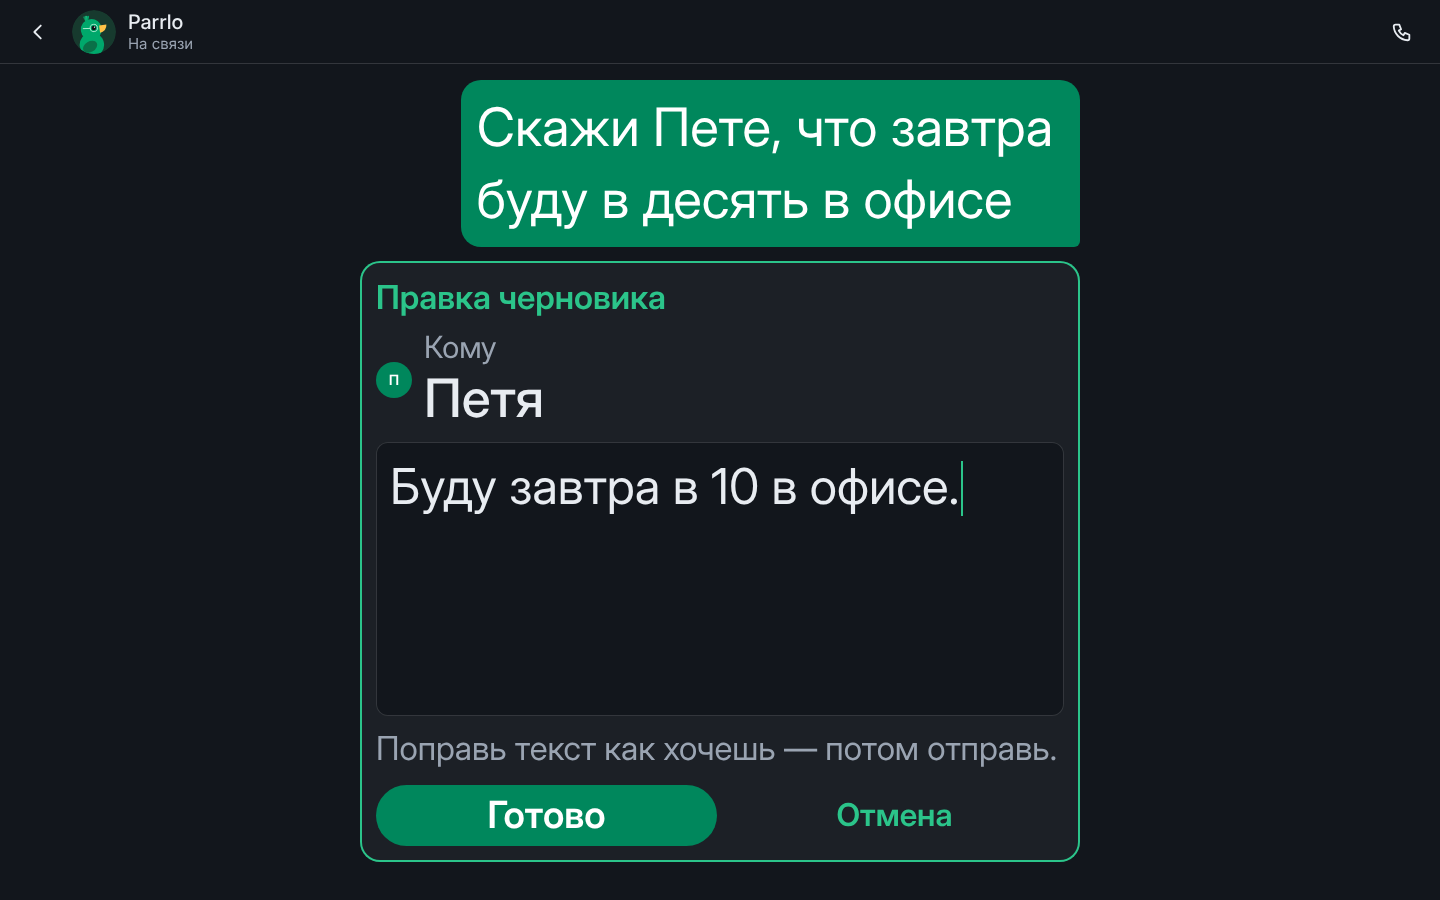 Parrlo
На связи
Скажи Пете, что завтра
буду в десять в офисе
Правка черновика
Кому
П
Петя
Буду завтра в 10 в офисе.
Поправь текст как хочешь — потом отправь.
Готово
Отмена